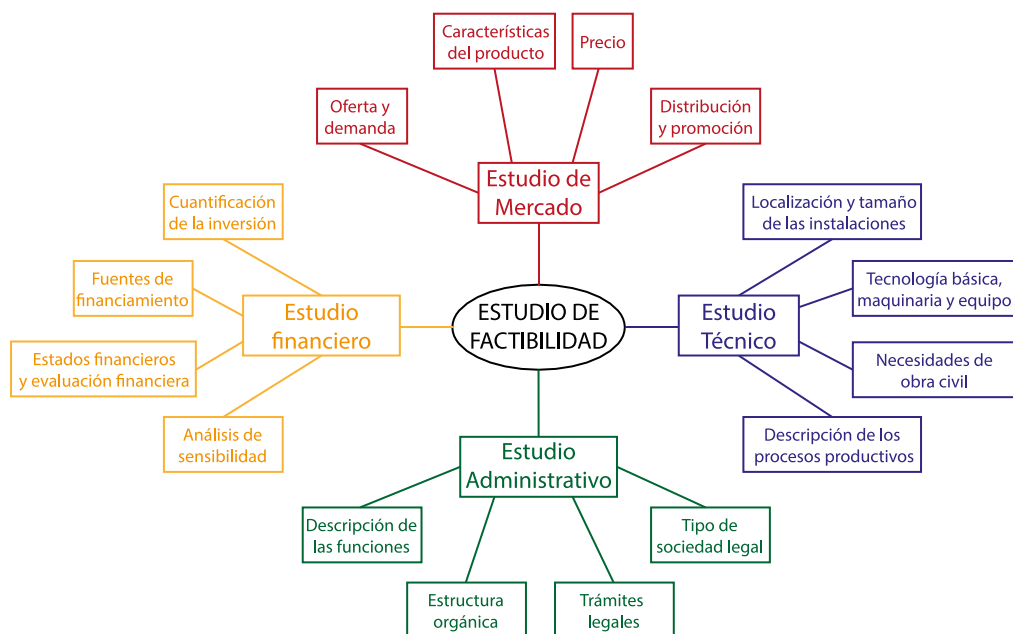 Características
del producto
Precio
Oferta y
demanda
Distribución
y promoción
Estudio de
Mercado
Cuantificación
de la inversión
Fuentes de
financiamiento
Estudio
financiero
Estados financieros
y evaluación financiera
Análisis de
sensibilidad
ESTUDIO DE
FACTIBILIDAD
Localización y tamaño
de las instalaciones
Tecnología básica,
maquinaria y equipo
Estudio
Técnico
Necesidades de
obra civil
Descripción de los
procesos productivos
Estudio
Administrativo
Descripción de
las funciones
Estructura
orgánica
Trámites
legales
Tipo de
sociedad legal